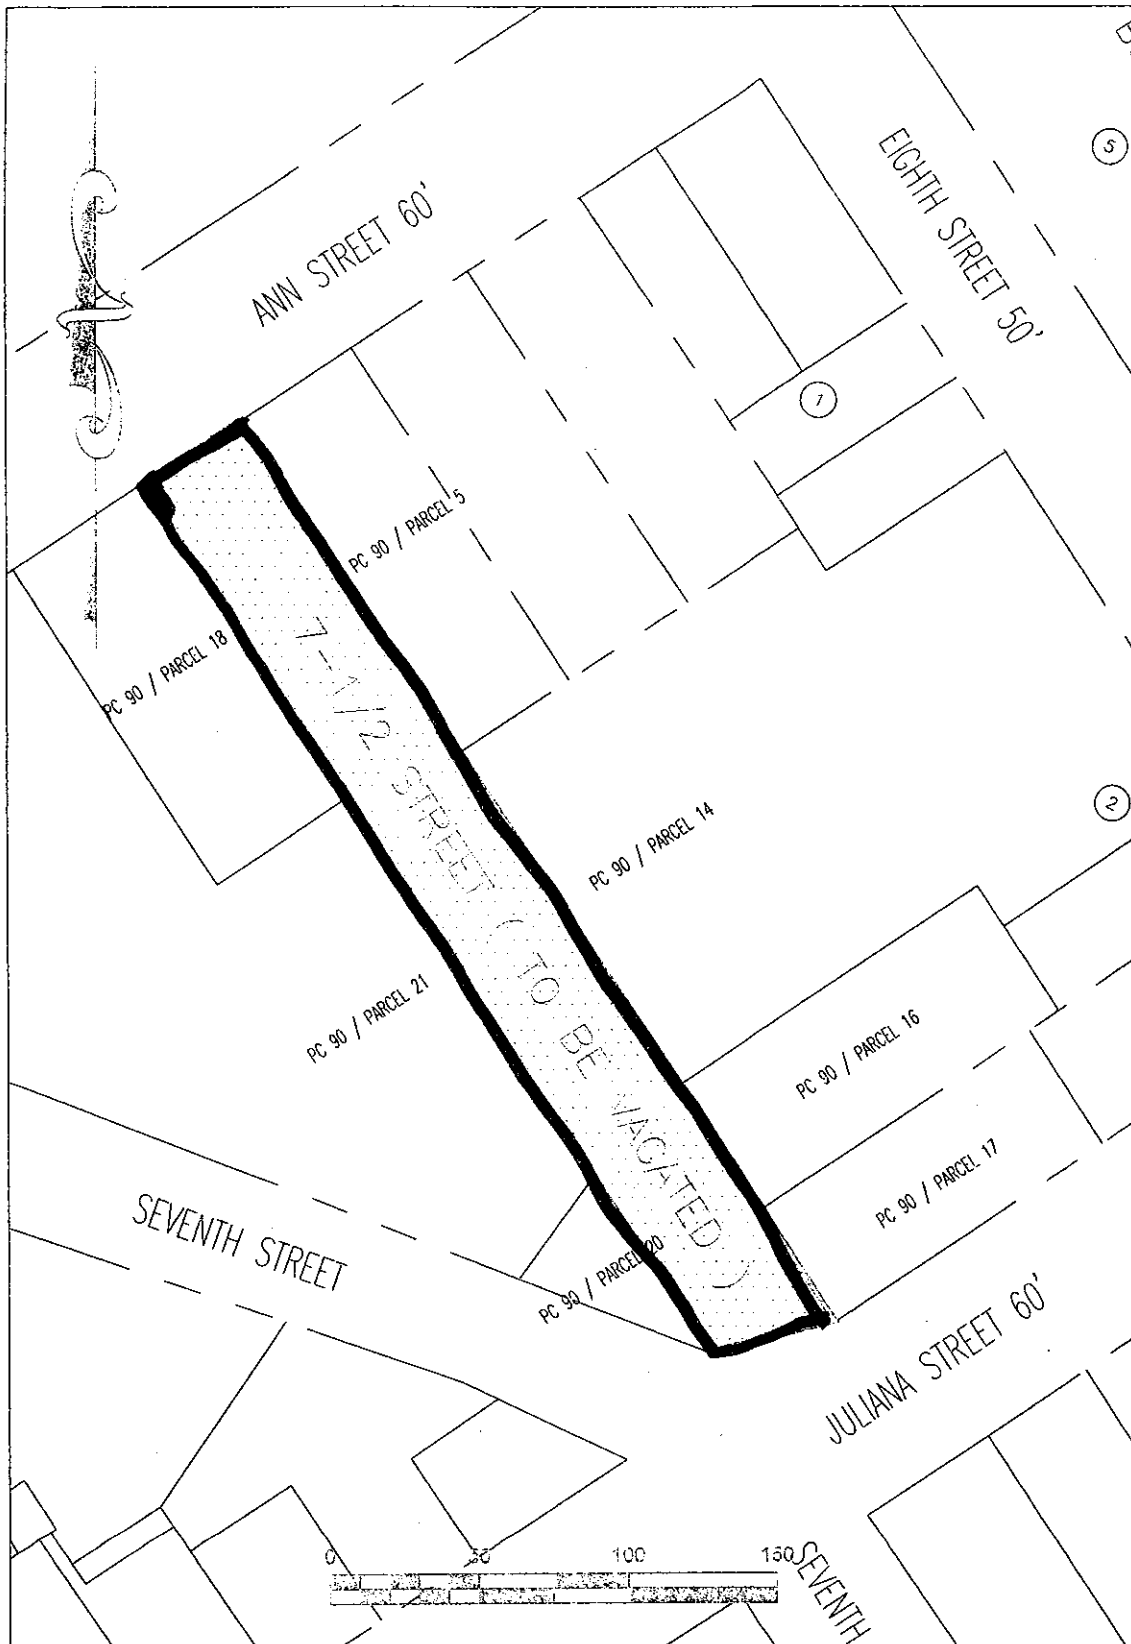 5
EIGHTH STREET 50'
ANN STREET 60'
1
PC 90 / PARCEL 5
PC 90 / PARCEL 18
7-1/2 STREET ( TO BE VACATED )
2
PC 90 / PARCEL 14
PC 90 / PARCEL 21
PC 90 / PARCEL 16
PC 90 / PARCEL 17
SEVENTH STREET
PC 90 / PARCEL 20
JULIANA STREET 60'
0 50 100 150
SEVENTH